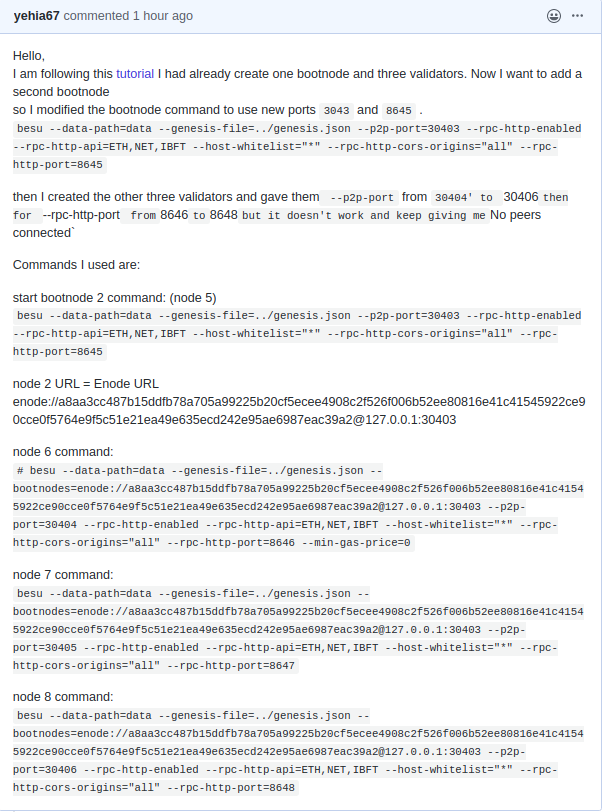 yehia67 commented 1 hour ago
Hello,
I am following this tutorial I had already create one bootnode and three validators. Now I want to add a
second bootnode
so I modified the bootnode command to use new ports 3043 and 8645 .
besu --data-path=data --genesis-file=../genesis.json --p2p-port=30403 --rpc-http-enabled
--rpc-http-api=ETH,NET,IBFT --host-whitelist="*" --rpc-http-cors-origins="all" --rpc-
http-port=8645
then I created the other three validators and gave them --p2p-port from 30404' to 30406 then
for --rpc-http-port from 8646 to 8648 but it doesn't work and keep giving me No peers
connected`
Commands I used are:
start bootnode 2 command: (node 5)
besu --data-path=data --genesis-file=../genesis.json --p2p-port=30403 --rpc-http-enabled
--rpc-http-api=ETH,NET,IBFT --host-whitelist="*" --rpc-http-cors-origins="all" --rpc-
http-port=8645
node 2 URL = Enode URL
enode://a8aa3cc487b15ddfb78a705a99225b20cf5ecee4908c2f526f006b52ee80816e41c41545922ce9
0cce0f5764e9f5c51e21ea49e635ecd242e95ae6987eac39a2@127.0.0.1:30403
node 6 command:
# besu --data-path=data --genesis-file=../genesis.json --
bootnodes=enode://a8aa3cc487b15ddfb78a705a99225b20cf5ecee4908c2f526f006b52ee80816e41c4154
5922ce90cce0f5764e9f5c51e21ea49e635ecd242e95ae6987eac39a2@127.0.0.1:30403 --p2p-
port=30404 --rpc-http-enabled --rpc-http-api=ETH,NET,IBFT --host-whitelist="*" --rpc-
http-cors-origins="all" --rpc-http-port=8646 --min-gas-price=0
node 7 command:
besu --data-path=data --genesis-file=../genesis.json --
bootnodes=enode://a8aa3cc487b15ddfb78a705a99225b20cf5ecee4908c2f526f006b52ee80816e41c4154
5922ce90cce0f5764e9f5c51e21ea49e635ecd242e95ae6987eac39a2@127.0.0.1:30403 --p2p-
port=30405 --rpc-http-enabled --rpc-http-api=ETH,NET,IBFT --host-whitelist="*" --rpc-
http-cors-origins="all" --rpc-http-port=8647
node 8 command:
besu --data-path=data --genesis-file=../genesis.json --
bootnodes=enode://a8aa3cc487b15ddfb78a705a99225b20cf5ecee4908c2f526f006b52ee80816e41c4154
5922ce90cce0f5764e9f5c51e21ea49e635ecd242e95ae6987eac39a2@127.0.0.1:30403 --p2p-
port=30406 --rpc-http-enabled --rpc-http-api=ETH,NET,IBFT --host-whitelist="*" --rpc-
http-cors-origins="all" --rpc-http-port=8648